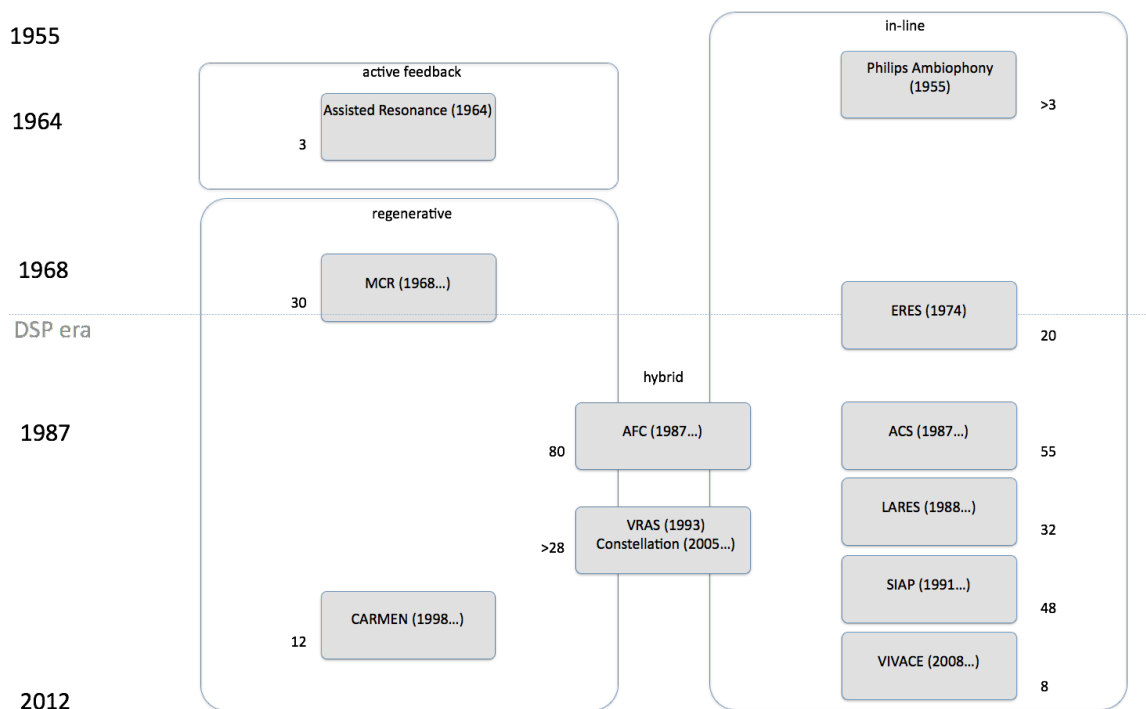 1955
in-line
active feedback
Philips Ambiophony
(1955)
>3
1964
Assisted Resonance (1964)
3
regenerative
1968
MCR (1968...)
30
ERES (1974)
20
DSP era
hybrid
1987
AFC (1987...)
80
ACS (1987...)
55
LARES (1988...)
32
VRAS (1993)
Constellation (2005...)
>28
SIAP (1991...)
48
CARMEN (1998...)
12
VIVACE (2008...)
8
2012